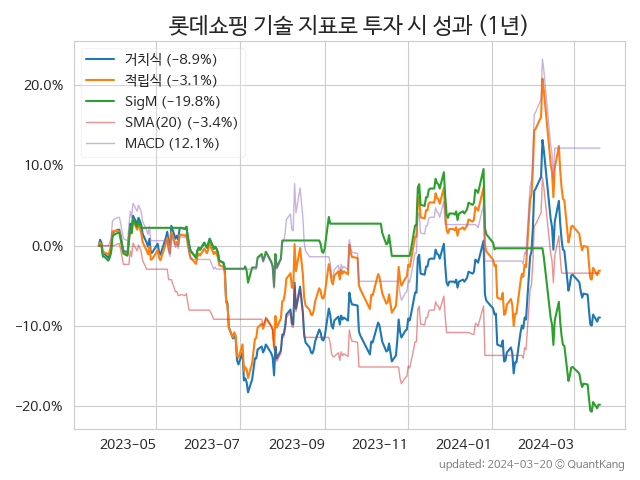 롯데쇼핑 기술 지표로 투자 시 성과 (1년)
거치식 (-8.9%)
적립식 (-3.1%)
SigM (-19.8%)
SMA(20) (-3.4%)
MACD (12.1%)
20.0%
10.0%
0.0%
-10.0%
-20.0%
2023-05 2023-07 2023-09 2023-11 2024-01 2024-03
updated: 2024-03-20 © QuantKang